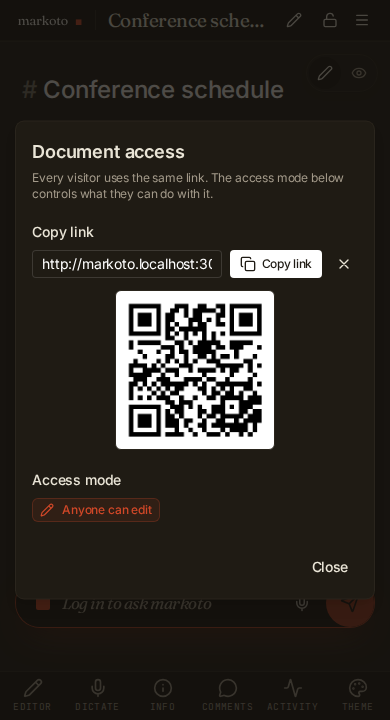 markoto
Conference sche...
# Conference schedule
Document access
Every visitor uses the same link. The access mode below
controls what they can do with it.
Copy link
http://markoto.localhost:30
Copy link
Access mode
Anyone can edit
Close
Log in to ask markoto
EDITOR DICTATE INFO COMMENTS ACTIVITY THEME